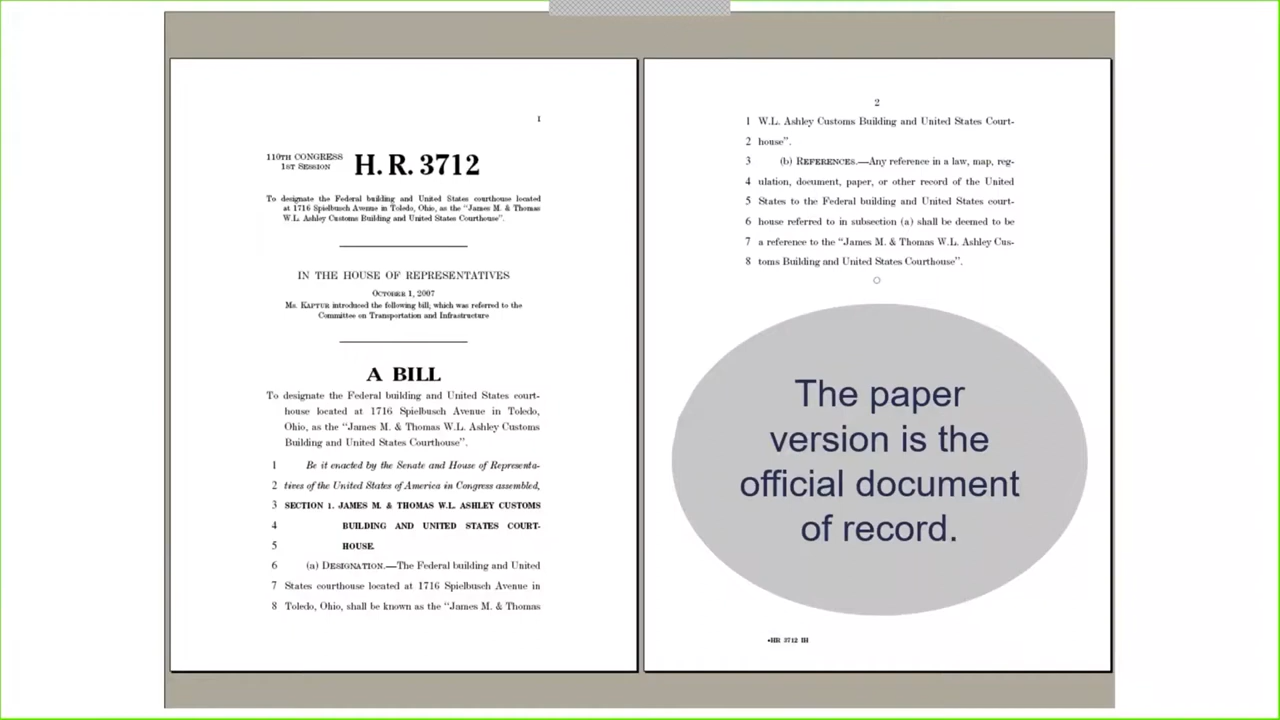 I
110TH CONGRESS
1ST SESSION
H. R. 3712
To designate the Federal building and United States courthouse located
at 1716 Spielbusch Avenue in Toledo, Ohio, as the “James M. & Thomas
W.L. Ashley Customs Building and United States Courthouse”.
IN THE HOUSE OF REPRESENTATIVES
OCTOBER 1, 2007
Ms. KAPTUR introduced the following bill; which was referred to the
Committee on Transportation and Infrastructure
A BILL
To designate the Federal building and United States court-
house located at 1716 Spielbusch Avenue in Toledo,
Ohio, as the “James M. & Thomas W.L. Ashley Customs
Building and United States Courthouse”.
1 Be it enacted by the Senate and House of Representa-
2 tives of the United States of America in Congress assembled,
3 SECTION 1. JAMES M. & THOMAS W.L. ASHLEY CUSTOMS
4 BUILDING AND UNITED STATES COURT-
5 HOUSE.
6 (a) DESIGNATION.—The Federal building and United
7 States courthouse located at 1716 Spielbusch Avenue in
8 Toledo, Ohio, shall be known as the “James M. & Thomas
2
1 W.L. Ashley Customs Building and United States Court-
2 house”.
3 (b) REFERENCES.—Any reference in a law, map, reg-
4 ulation, document, paper, or other record of the United
5 States to the Federal building and United States court-
6 house referred to in subsection (a) shall be deemed to be
7 a reference to the “James M. & Thomas W.L. Ashley Cus-
8 toms Building and United States Courthouse”.
The paper
version is the
official document
of record.
•HR 3712 IH